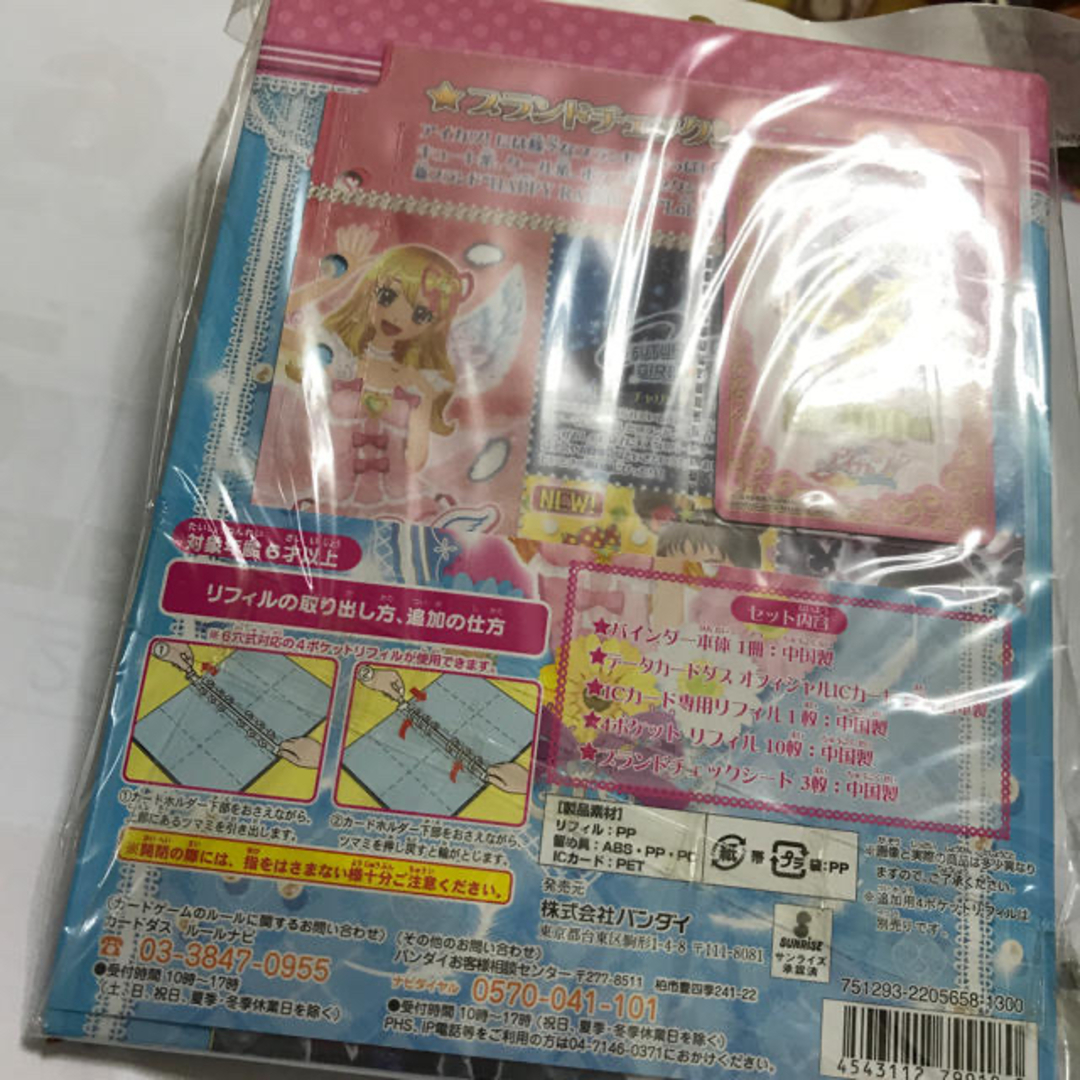 ★ブランドチェック
アイカツ!には様々な
キュート系、クール系、
新ブランド"HAPPY RA
FUTU
GIRL
チャリ
NEW!
対象年齢6才以上
リフィルの取り出し方、追加の仕方
※6穴式対応の4ポケットリフィルが使用できます。
①
②
①カードホルダー下部をおさえながら、
部にあるツマミを引き出します。
②カードホルダー下部をおさえながら、
ツマミを押し戻すと輪がとじます。
※開閉の際には、指をはさまない様十分ご注意ください。
セット内容
★バインダー本体 1冊:中国製
★データカードダス オフィシャルICカー
★ICカード専用リフィル 1枚:中国製
★4ポケット リフィル 10枚:中国製
★ブランドチェックシート 3枚:中国製
【製品素材】
リフィル:PP
留め具:ABS・PP・PC
ICカード:PET
紙 帯 プラ 袋:PP
※画像と実際の商品は多少異なり
ますので、ご了承ください。
※追加用4ポケットリフィルは
別売りです。
発売元
株式会社バンダイ
東京都台東区駒形1-4-8 〒111-8081
SUNRISE
サンライズ
承認済
〈カードゲームのルールに関するお問い合わせ〉
カードダス ルールナビ
☎03-3847-0955
●受付時間 10時〜17時
(土、日、祝日、夏季・冬季休業日を除く)
〈その他のお問い合わせ〉
バンダイお客様相談センター 〒277-8511 柏市豊四季241-22
ナビダイヤル 0570-041-101
●受付時間 10時〜17時(祝日、夏季・冬季休業日を除く)
PHS、IP電話等をご利用の方は04-7146-0371におかけください。
751293-2205658-1300
4543112